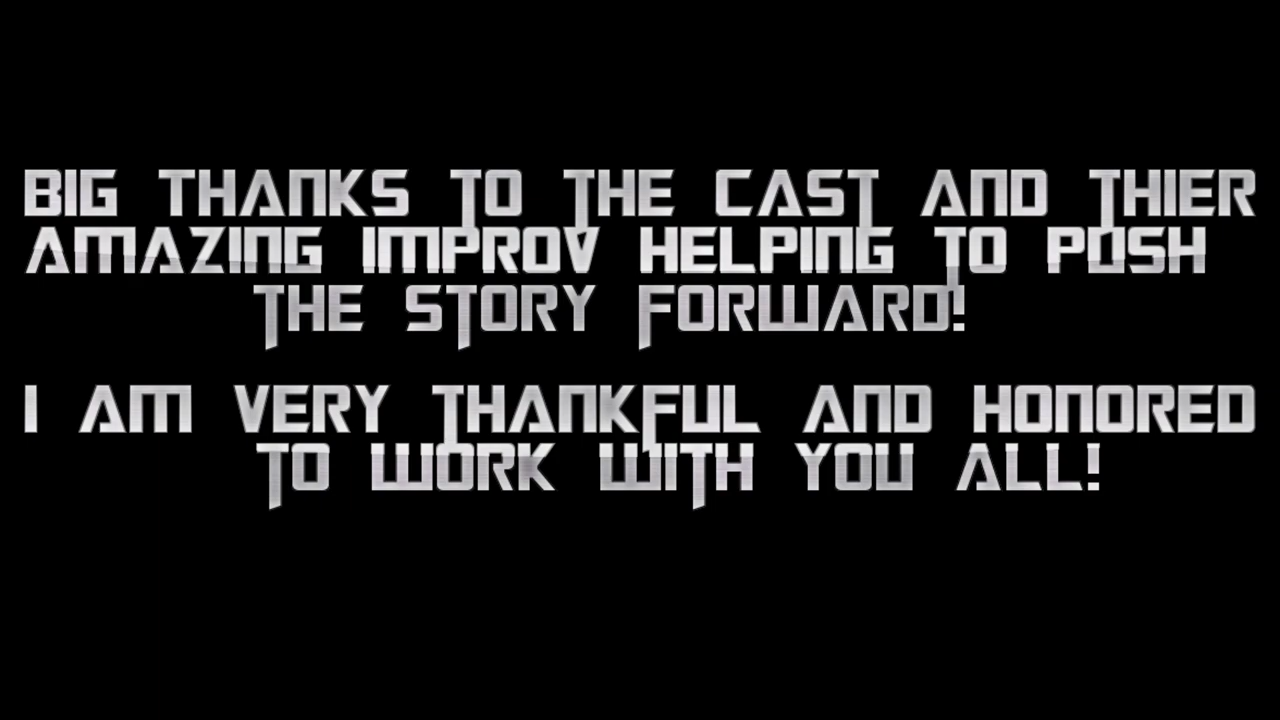 BIG THANKS TO THE CAST AND THIER
AMAZING IMPROV HELPING TO PUSH
THE STORY FORWARD!
I AM VERY THANKFUL AND HONORED
TO WORK WITH YOU ALL!